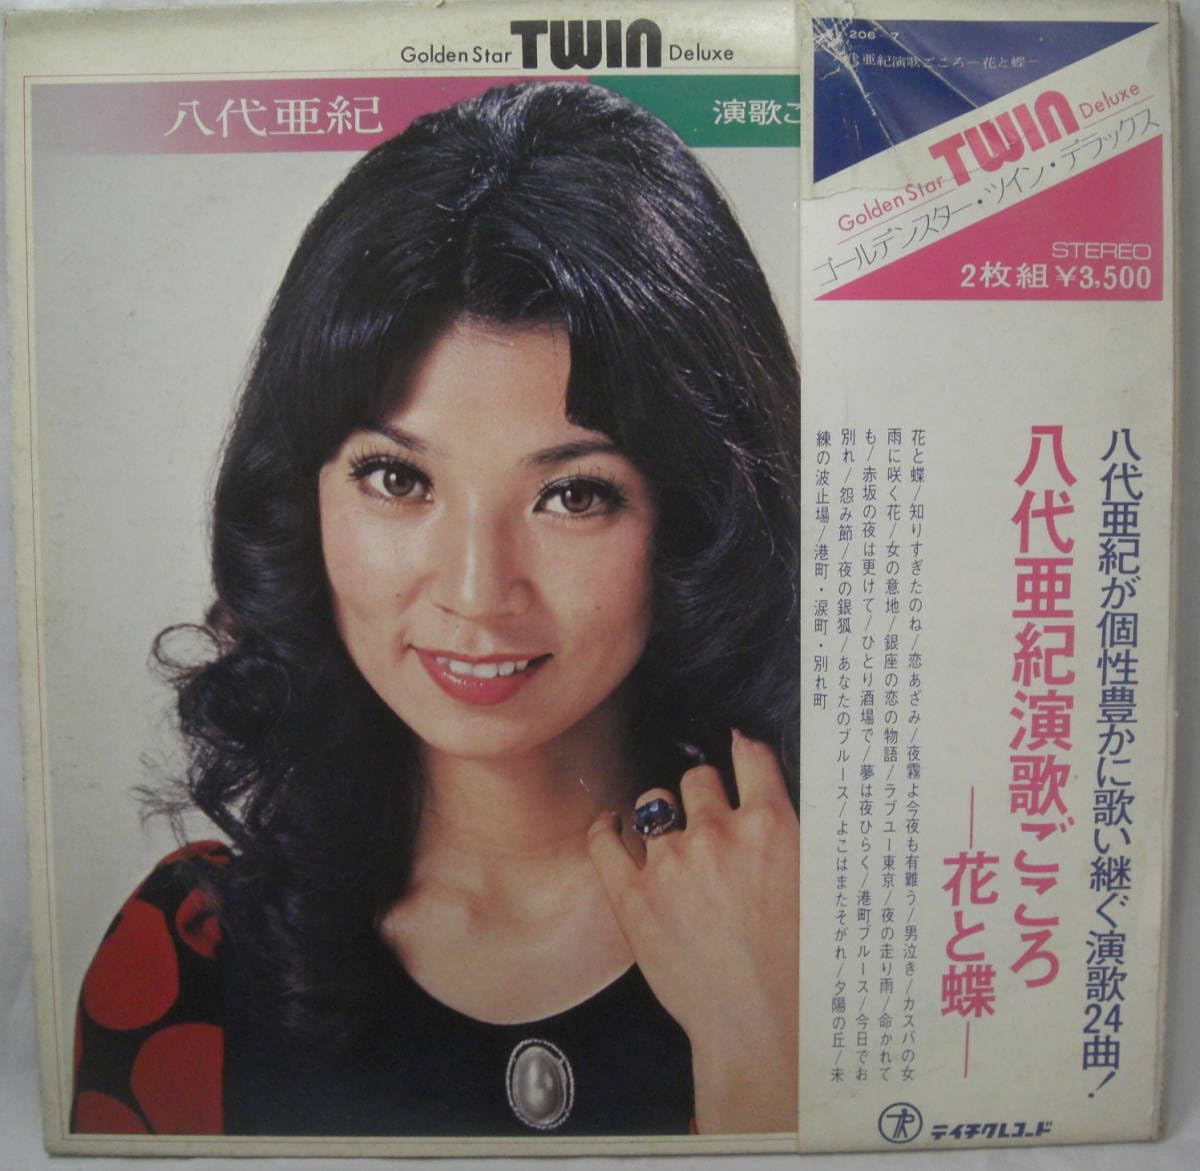 Golden Star TWIN Deluxe
八代亜紀
演歌こ
206 7
代亜紀演歌ごころー花と蝶ー
Golden Star TWIN Deluxe
ゴールデンスター・ツイン・デラックス
STEREO
2枚組¥3,500
八代亜紀が個性豊かに歌い継ぐ演歌24曲!
八代亜紀演歌ごころ
—花と蝶—
花と蝶/知りすぎたのね/恋あざみ/夜霧よ今夜も有難う/男泣き/カスバの女
雨に咲く花/女の意地/銀座の恋の物語/ラブユー東京/夜の走り雨/命かれて
も/赤坂の夜は更けて/ひとり酒場で/夢は夜ひらく/港町ブルース/今日でお
別れ/怨み節/夜の銀狐/あなたのブルース/よこはまたそがれ/夕陽の丘/未
練の波止場/港町・涙町・別れ町
テイチクレコード